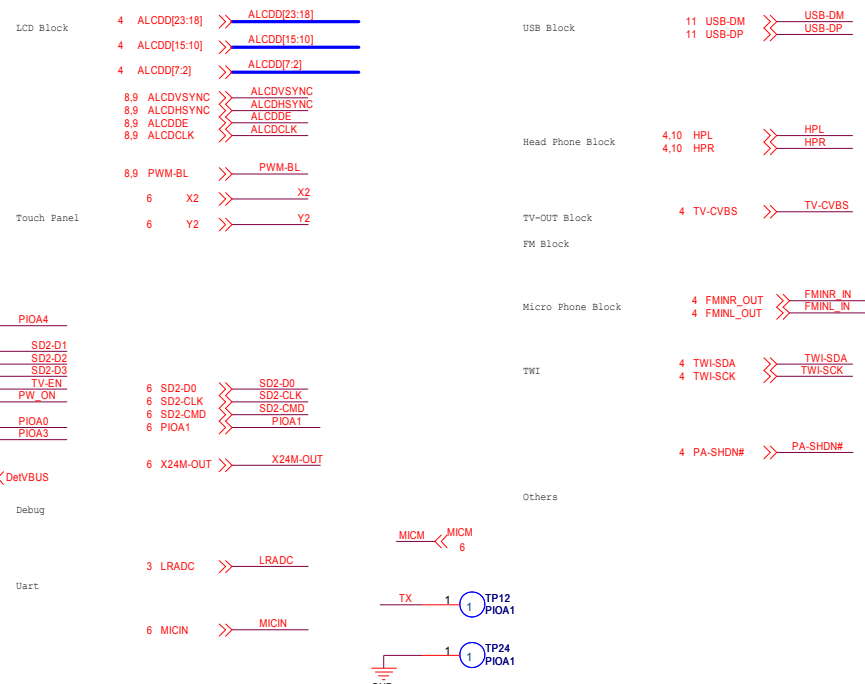 LCD Block
4 ALCDD[23:18] ALCDD[23:18]
4 ALCDD[15:10] ALCDD[15:10]
4 ALCDD[7:2] ALCDD[7:2]
8,9 ALCDVSYNC ALCDVSYNC
8,9 ALCDHSYNC ALCDHSYNC
8,9 ALCDDE ALCDDE
8,9 ALCDCLK ALCDCLK
8,9 PWM-BL PWM-BL
6 X2 X2
Touch Panel
6 Y2 Y2
PIOA4
SD2-D1
SD2-D2
SD2-D3
TV-EN
PW_ON
PIOA0
PIOA3
6 SD2-D0 SD2-D0
6 SD2-CLK SD2-CLK
6 SD2-CMD SD2-CMD
6 PIOA1 PIOA1
6 X24M-OUT X24M-OUT
DetVBUS
Debug
3 LRADC LRADC
Uart
6 MICIN MICIN
MICM MICM
6
TX 1 1 TP12
PIOA1
1 1 TP24
PIOA1
USB Block
11 USB-DM USB-DM
11 USB-DP USB-DP
Head Phone Block
4,10 HPL HPL
4,10 HPR HPR
TV-OUT Block
4 TV-CVBS TV-CVBS
FM Block
Micro Phone Block
4 FMINR_OUT FMINR_IN
4 FMINL_OUT FMINL_IN
TWI
4 TWI-SDA TWI-SDA
4 TWI-SCK TWI-SCK
4 PA-SHDN# PA-SHDN#
Others